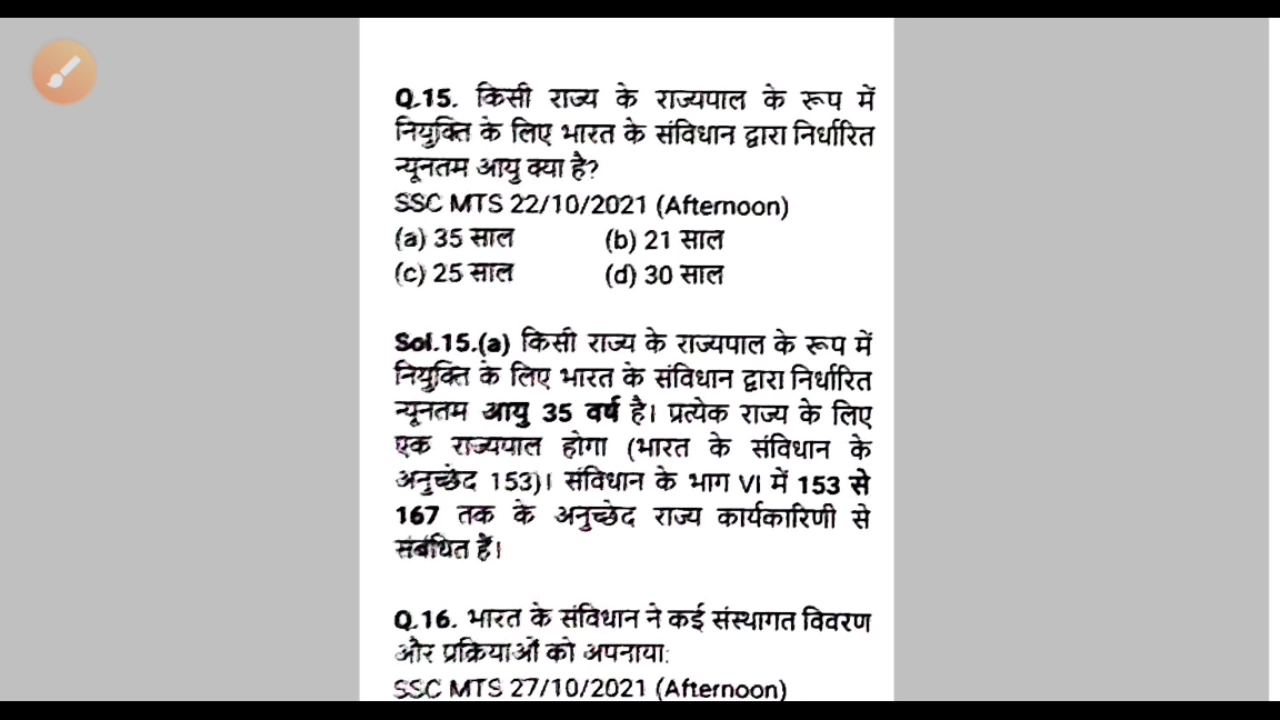 Q.15. किसी राज्य के राज्यपाल के रूप में
नियुक्ति के लिए भारत के संविधान द्वारा निर्धारित
न्यूनतम आयु क्या है?
SSC MTS 22/10/2021 (Afternoon)
(a) 35 साल (b) 21 साल
(c) 25 साल (d) 30 साल
Sol.15.(a) किसी राज्य के राज्यपाल के रूप में
नियुक्ति के लिए भारत के संविधान द्वारा निर्धारित
न्यूनतम आयु 35 वर्ष है। प्रत्येक राज्य के लिए
एक राज्यपाल होगा (भारत के संविधान के
अनुच्छेद 153)। संविधान के भाग VI में 153 से
167 तक के अनुच्छेद राज्य कार्यकारिणी से
संबंधित हैं।
Q.16. भारत के संविधान ने कई संस्थागत विवरण
और प्रक्रियाओं को अपनाया:
SSC MTS 27/10/2021 (Afternoon)